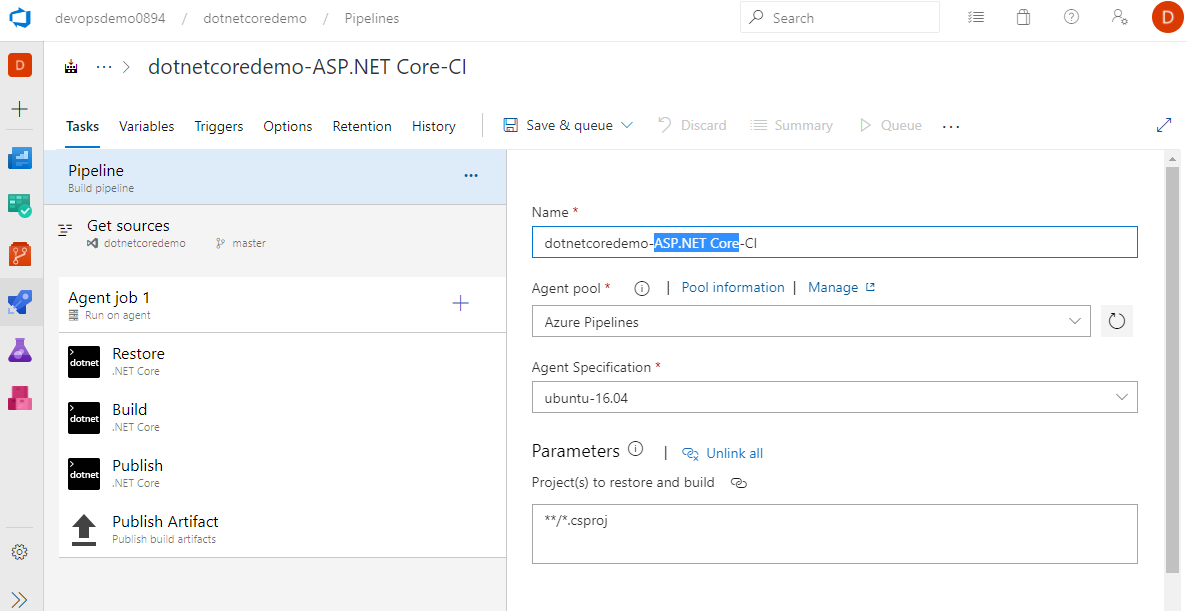 devopsdemo0894 / dotnetcoredemo / Pipelines
Search
D
D
... > dotnetcoredemo-ASP.NET Core-CI
Tasks Variables Triggers Options Retention History
Save & queue Discard Summary Queue ...
Pipeline
Build pipeline
...
Get sources
dotnetcoredemo master
Agent job 1
Run on agent
+
dotnet
Restore
.NET Core
dotnet
Build
.NET Core
dotnet
Publish
.NET Core
Publish Artifact
Publish build artifacts
Name *
dotnetcoredemo-ASP.NET Core-CI
Agent pool * | Pool information | Manage
Azure Pipelines
Agent Specification *
ubuntu-16.04
Parameters | Unlink all
Project(s) to restore and build
**/*.csproj